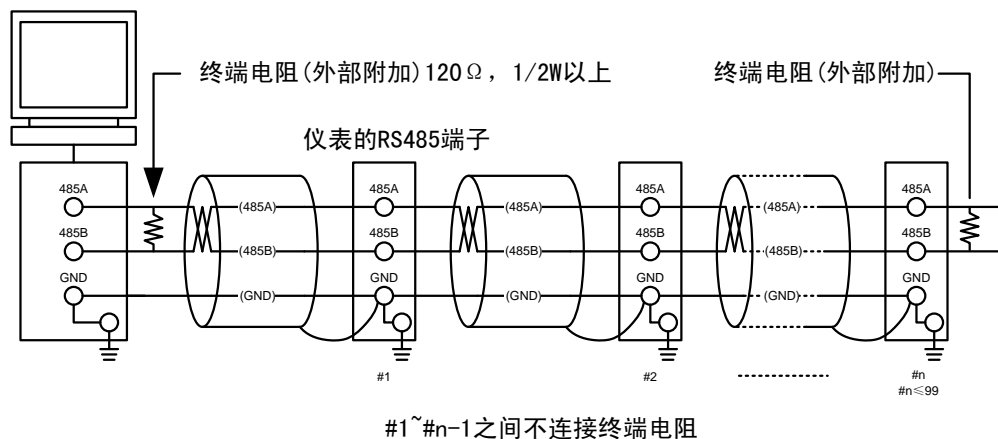 终端电阻(外部附加)120Ω，1/2W以上
终端电阻(外部附加)
仪表的RS485端子
485A
(485A)
485A
(485A)
485A
(485A)
485A
485B
(485B)
485B
(485B)
485B
(485B)
485B
GND
(GND)
GND
(GND)
GND
(GND)
GND
#1
#2
#n
#n≤99
#1~#n-1之间不连接终端电阻